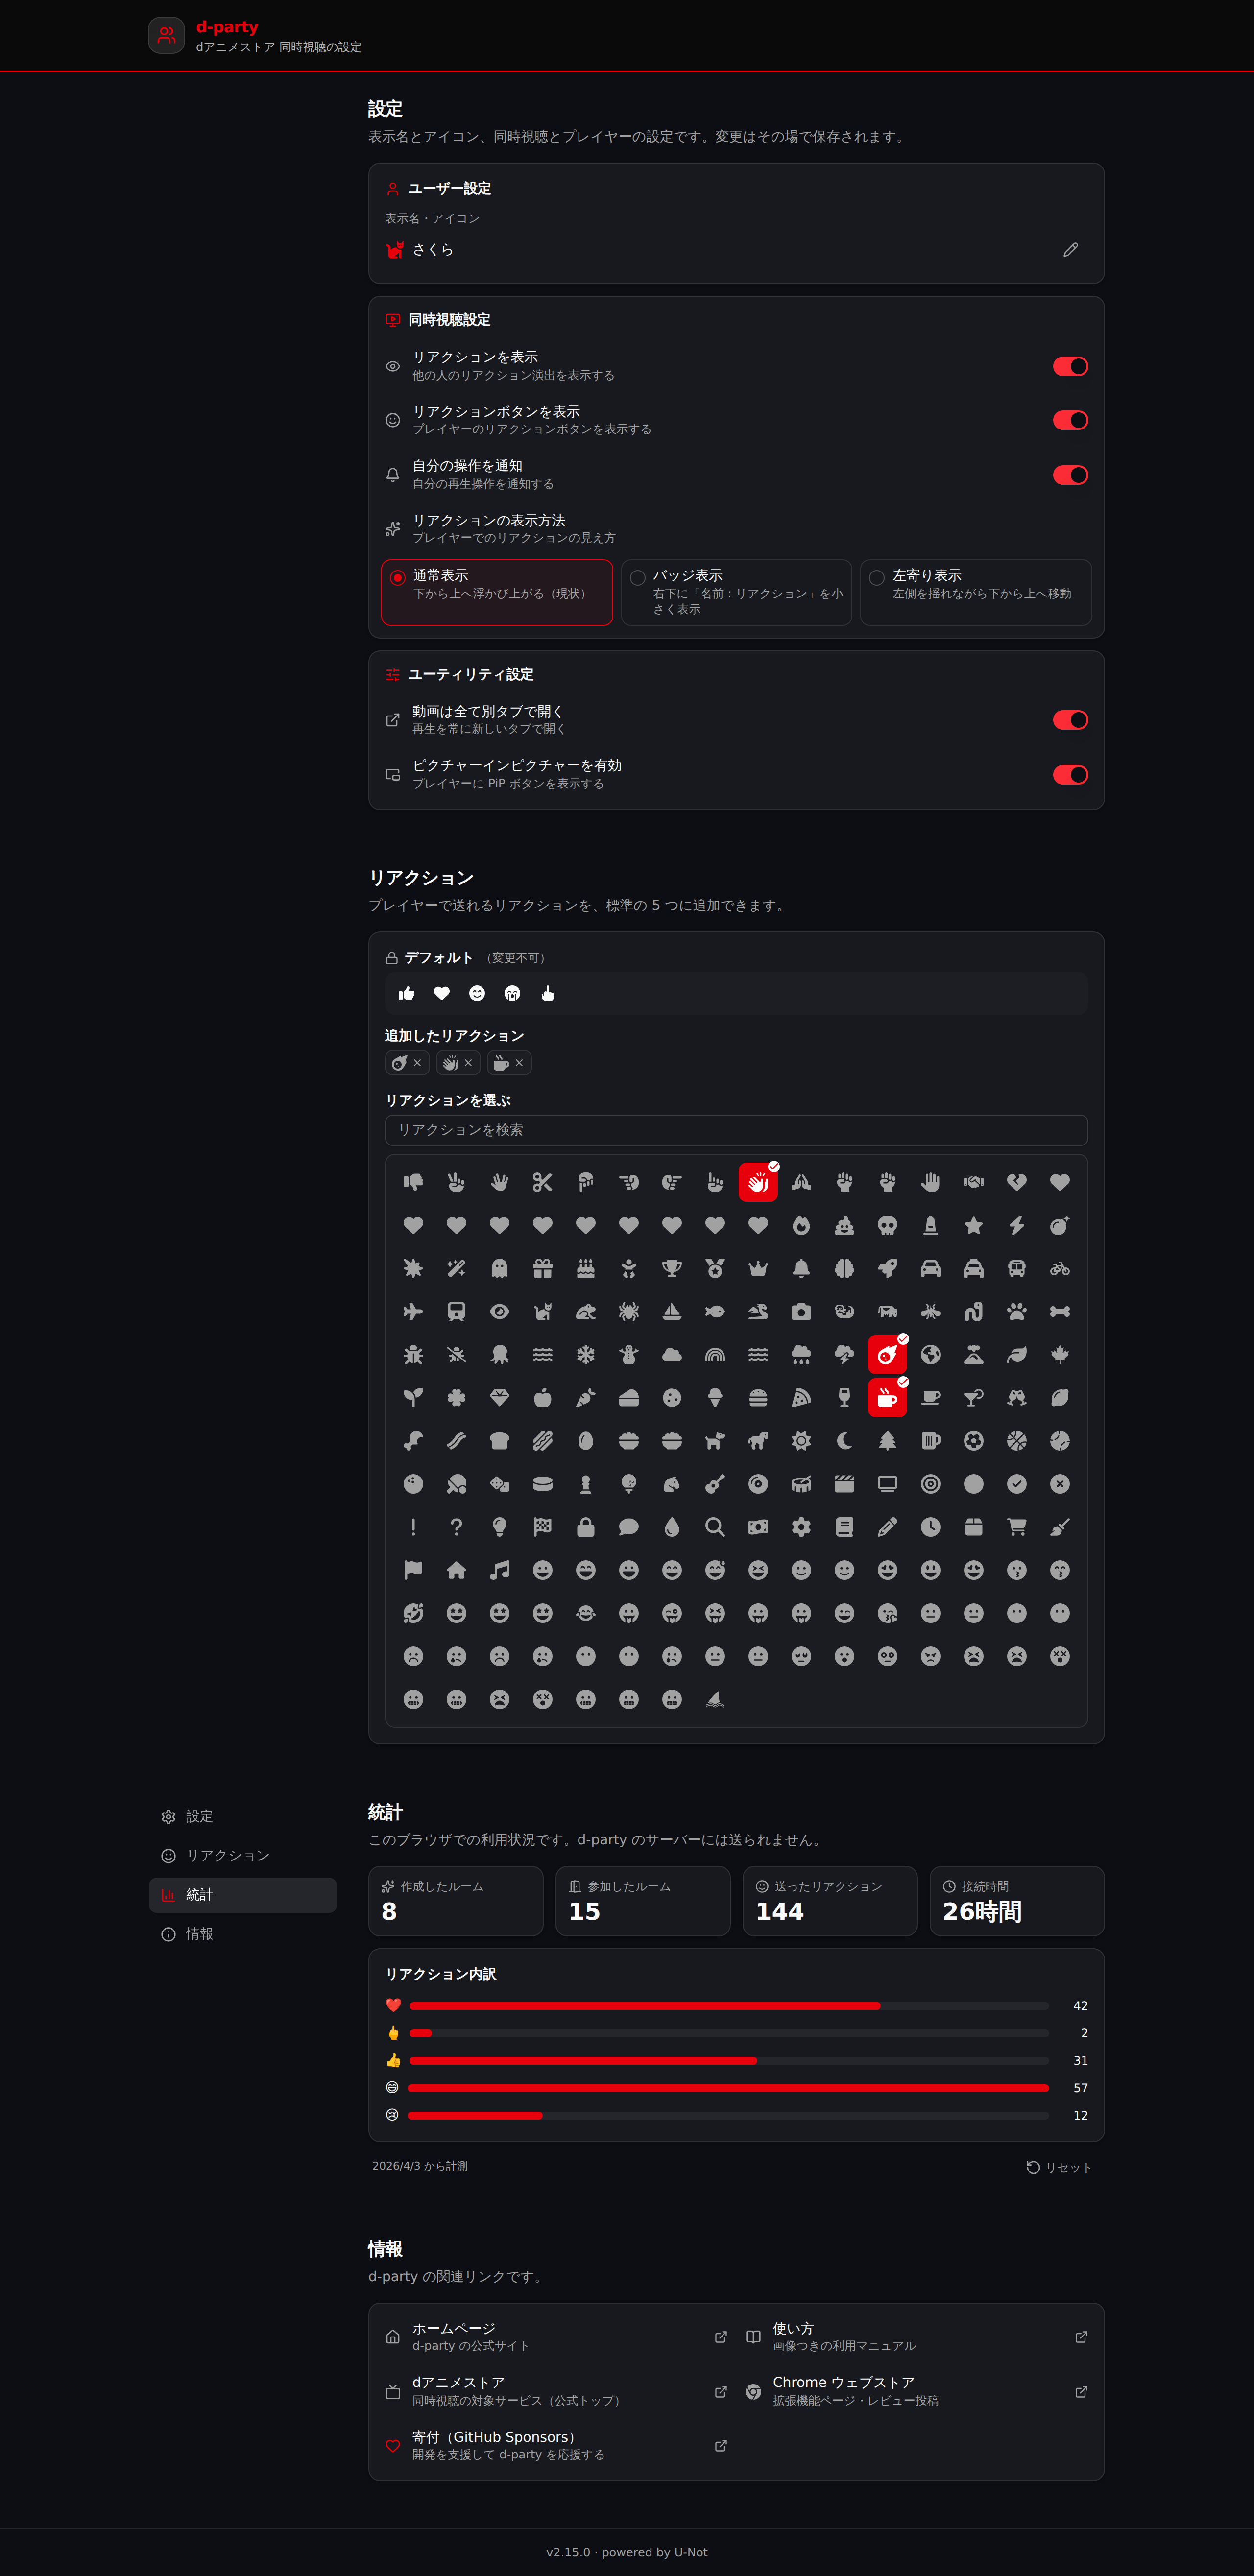 d-party
dアニメストア 同時視聴の設定
設定
表示名とアイコン、同時視聴とプレイヤーの設定です。変更はその場で保存されます。
ユーザー設定
表示名・アイコン
さくら
同時視聴設定
リアクションを表示
他の人のリアクション演出を表示する
リアクションボタンを表示
プレイヤーのリアクションボタンを表示する
自分の操作を通知
自分の再生操作を通知する
リアクションの表示方法
プレイヤーでのリアクションの見え方
通常表示
下から上へ浮かび上がる（現状）
バッジ表示
右下に「名前：リアクション」を小
さく表示
左寄り表示
左側を揺れながら下から上へ移動
ユーティリティ設定
動画は全て別タブで開く
再生を常に新しいタブで開く
ピクチャーインピクチャーを有効
プレイヤーに PiP ボタンを表示する
リアクション
プレイヤーで送れるリアクションを、標準の 5 つに追加できます。
デフォルト （変更不可）
追加したリアクション
リアクションを選ぶ
リアクションを検索
設定
リアクション
統計
情報
統計
このブラウザでの利用状況です。d-party のサーバーには送られません。
作成したルーム
8
参加したルーム
15
送ったリアクション
144
接続時間
26時間
リアクション内訳
42
2
31
57
12
2026/4/3 から計測
リセット
情報
d-party の関連リンクです。
ホームページ
d-party の公式サイト
使い方
画像つきの利用マニュアル
dアニメストア
同時視聴の対象サービス（公式トップ）
Chrome ウェブストア
拡張機能ページ・レビュー投稿
寄付（GitHub Sponsors）
開発を支援して d-party を応援する
v2.15.0 · powered by U-Not